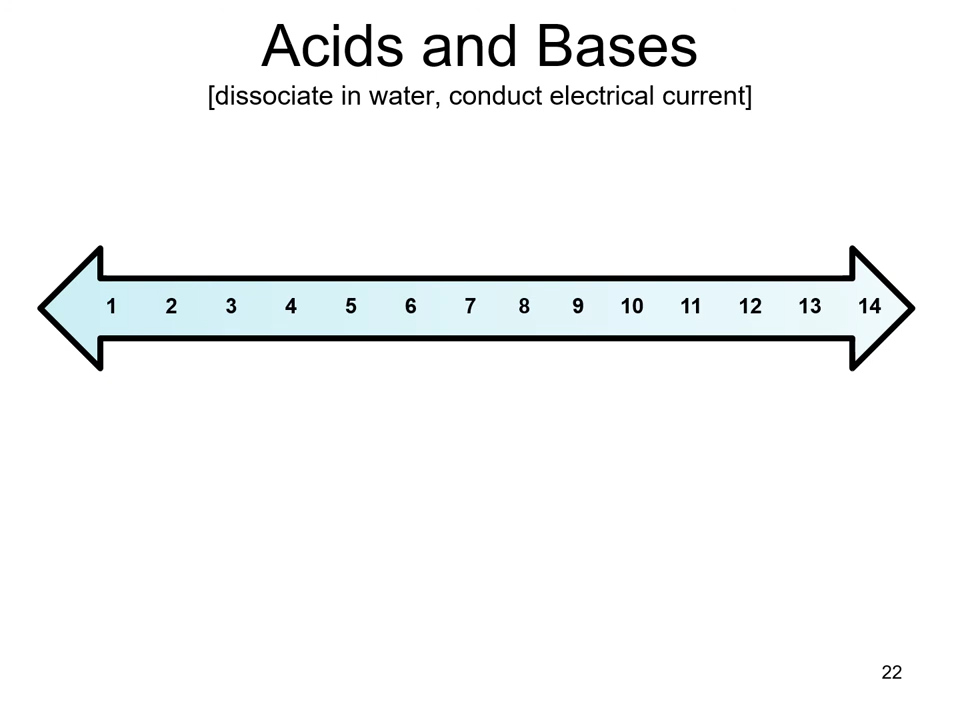 Acids and Bases
[dissociate in water, conduct electrical current]
1 2 3 4 5 6 7 8 9 10 11 12 13 14
22